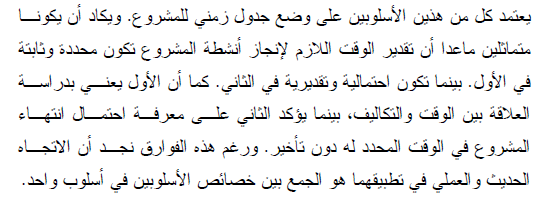 يعتمد كل من هذين الأسلوبين على وضع جدول زمني للمشروع. ويكاد أن يكونا
متماثلين ماعدا أن تقدير الوقت اللازم لإنجاز أنشطة المشروع تكون محددة وثابتة
في الأول. بينما تكون احتمالية وتقديرية في الثاني. كما أن الأول يعني بدراسة
العلاقة بين الوقت والتكاليف، بينما يؤكد الثاني على معرفة احتمال انتهاء
المشروع في الوقت المحدد له دون تأخير. ورغم هذه الفوارق نجد أن الاتجاه
الحديث والعملي في تطبيقهما هو الجمع بين خصائص الأسلوبين في أسلوب واحد.